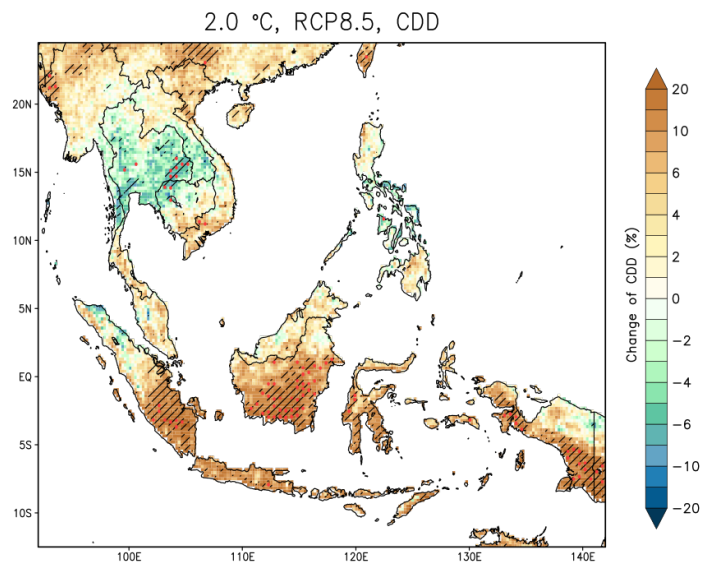 2.0 °C, RCP8.5, CDD
20N
15N
10N
5N
EQ
5S
10S
100E
110E
120E
130E
140E
20
10
6
4
2
0
−2
−4
−6
−10
−20
Change of CDD (%)